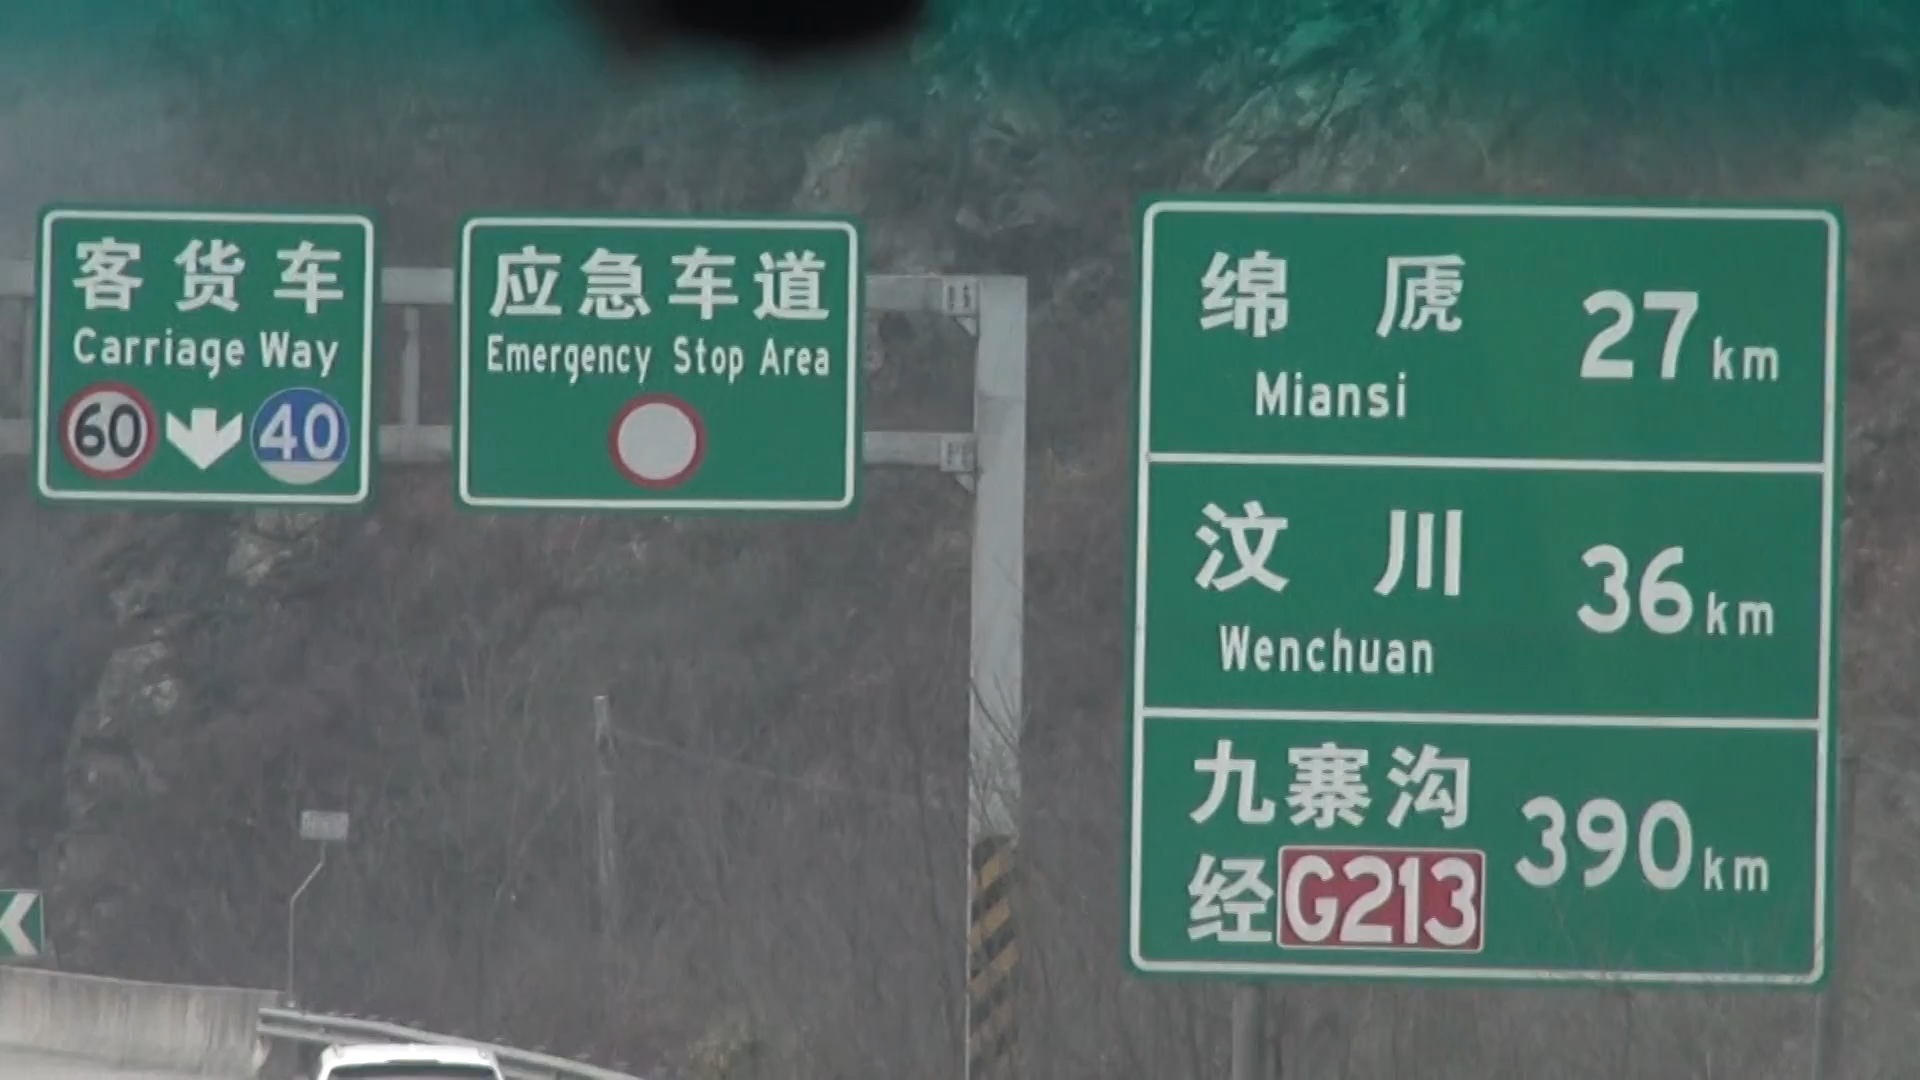 客货车
Carriage Way
60 40
应急车道
Emergency Stop Area
绵虒 27km
Miansi
汶川 36km
Wenchuan
九寨沟 390km
经G213